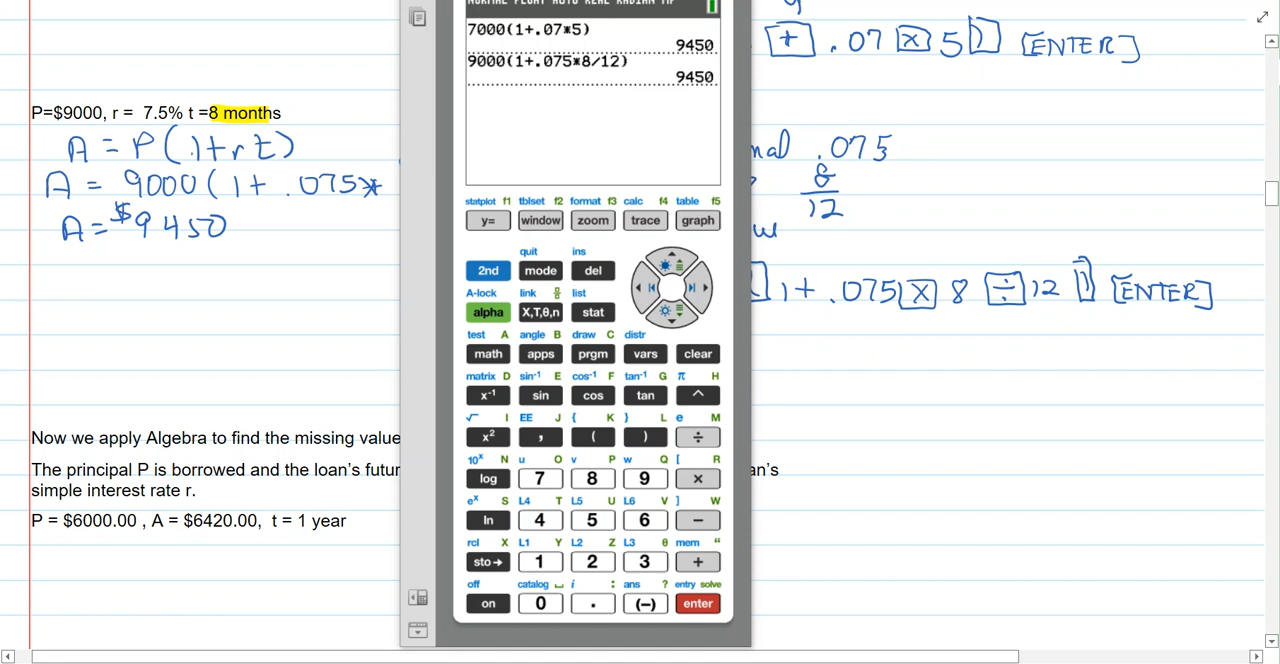 NORMAL FLOAT AUTO REAL RADIAN MP
7000(1+.07*5)
9450
9000(1+.075*8/12)
9450
+ .07 X 5 ) [ENTER]
P=$9000, r = 7.5% t =8 months
A = P(1+rt)
A = 9000(1 + .075*
A = $9450
.075
8
12
1 + .075 X 8 ÷ 12 ) [ENTER]
Now we apply Algebra to find the missing value
The principal P is borrowed and the loan's
simple interest rate r.
P = $6000.00 , A = $6420.00, t = 1 year
statplot f1 tblset f2 format f3 calc f4 table f5
y= window zoom trace graph
quit ins
2nd mode del
A-lock link list
alpha X,T,θ,n stat
test A angle B draw C distr
math apps prgm vars clear
matrix D sin⁻¹ E cos⁻¹ F tan⁻¹ G π H
x⁻¹ sin cos tan ^
√ I EE J { K } L e M
x² , ( ) ÷
10ˣ N u O v P w Q [ R
log 7 8 9 ×
eˣ S L4 T L5 U L6 V ] W
ln 4 5 6 −
rcl X L1 Y L2 Z L3 θ mem "
sto→ 1 2 3 +
off catalog ␣ i : ans ? entry solve
on 0 . (−) enter